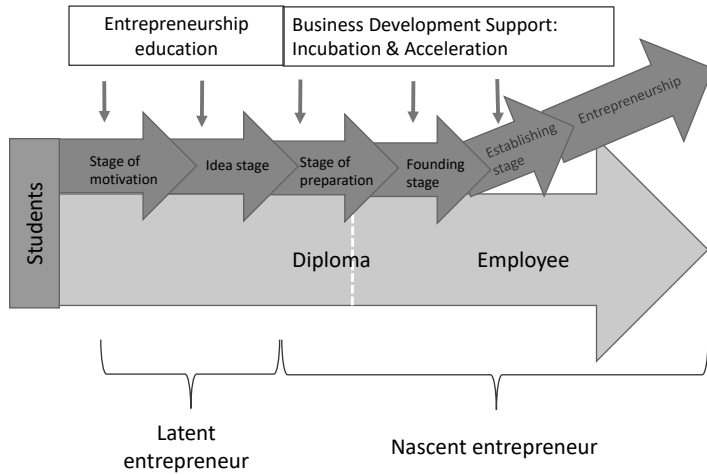 Entrepreneurship
education
Business Development Support:
Incubation & Acceleration
Students
Stage of
motivation
Idea stage
Stage of
preparation
Founding
stage
Establishing
stage
Entrepreneurship
Diploma
Employee
Latent
entrepreneur
Nascent entrepreneur